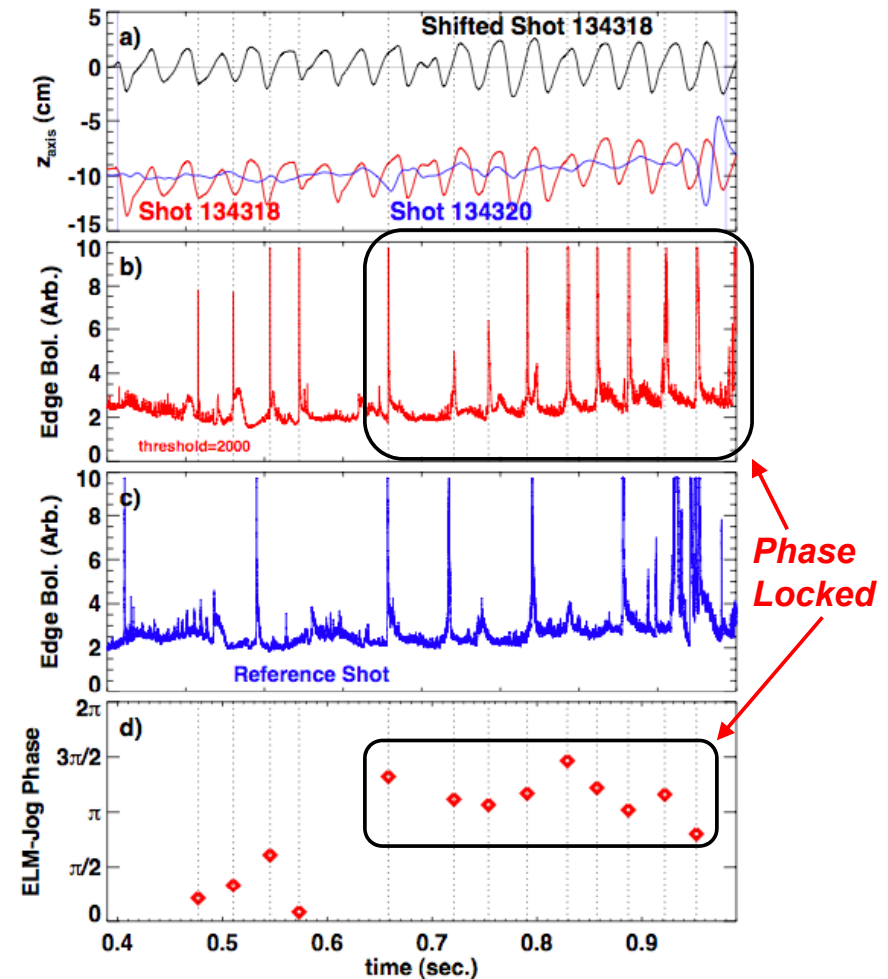 a)
Shifted Shot 134318
5
0
-5
-10
-15
z_axis (cm)
Shot 134318
Shot 134320
b)
10
8
6
4
2
0
Edge Bol. (Arb.)
threshold=2000
c)
10
8
6
4
2
0
Edge Bol. (Arb.)
Reference Shot
Phase
Locked
d)
2π
3π/2
π
π/2
0
ELM-Jog Phase
0.4 0.5 0.6 0.7 0.8 0.9
time (sec.)